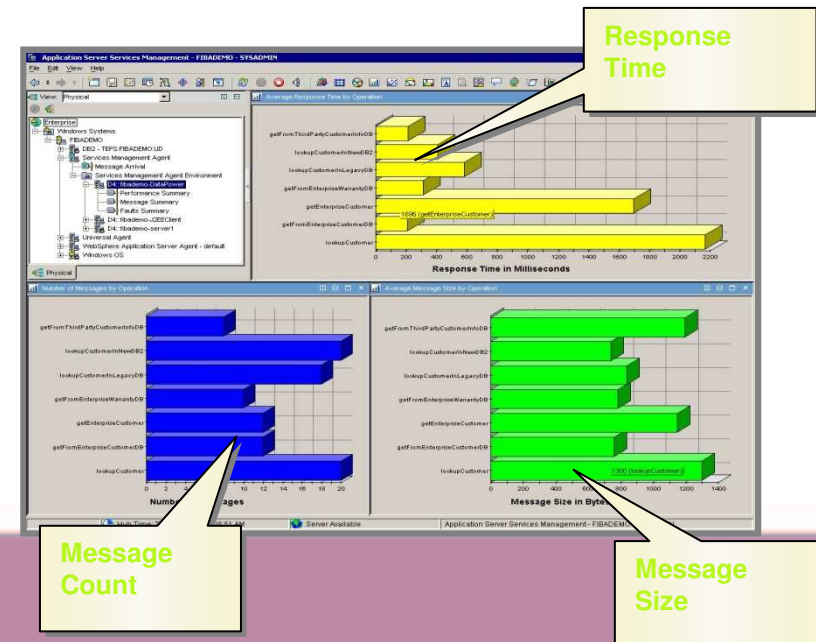 Response
Time
Application Server Services Management - FIBADEMO - SYSADMIN
File Edit View Help
View: Physical
Enterprise
Windows Systems
FIBADEMO
DB2 - TEPS:FIBADEMO:UD
Services Management Agent
Message Arrival
Services Management Agent Environment
D4::fibademo-DataPower
Performance Summary
Message Summary
Faults Summary
D4::fibademo-J2EEClient
D4::fibademo-server1
Universal Agent
WebSphere Application Server Agent - default
Windows OS
Physical
Average Response Time by Operation
getFromThirdPartyCustomerInfoDB
lookupCustomerInNewDB2
lookupCustomerInLegacyDB
getFromEnterpriseWarrantyDB
getEnterpriseCustomer
getFromEnterpriseCustomerDB
lookupCustomer
1686 (getEnterpriseCustomer)
0 200 400 600 800 1000 1200 1400 1600 1800 2000 2200
Response Time in Milliseconds
Number of Messages by Operation
getFromThirdPartyCustomerInfoDB
lookupCustomerInNewDB2
lookupCustomerInLegacyDB
getFromEnterpriseWarrantyDB
getEnterpriseCustomer
getFromEnterpriseCustomerDB
lookupCustomer
0 2 4 6 8 10 12 14 16 18 20
Average Message Size by Operation
getFromThirdPartyCustomerInfoDB
lookupCustomerInNewDB2
lookupCustomerInLegacyDB
getFromEnterpriseWarrantyDB
getEnterpriseCustomer
getFromEnterpriseCustomerDB
lookupCustomer
1300 (lookupCustomer)
0 200 400 600 800 1000 1200 1400
Message Size in Bytes
Hub Time:
AM
Server Available
Application Server Services Management - FIBADEMO
Message
Count
Message
Size